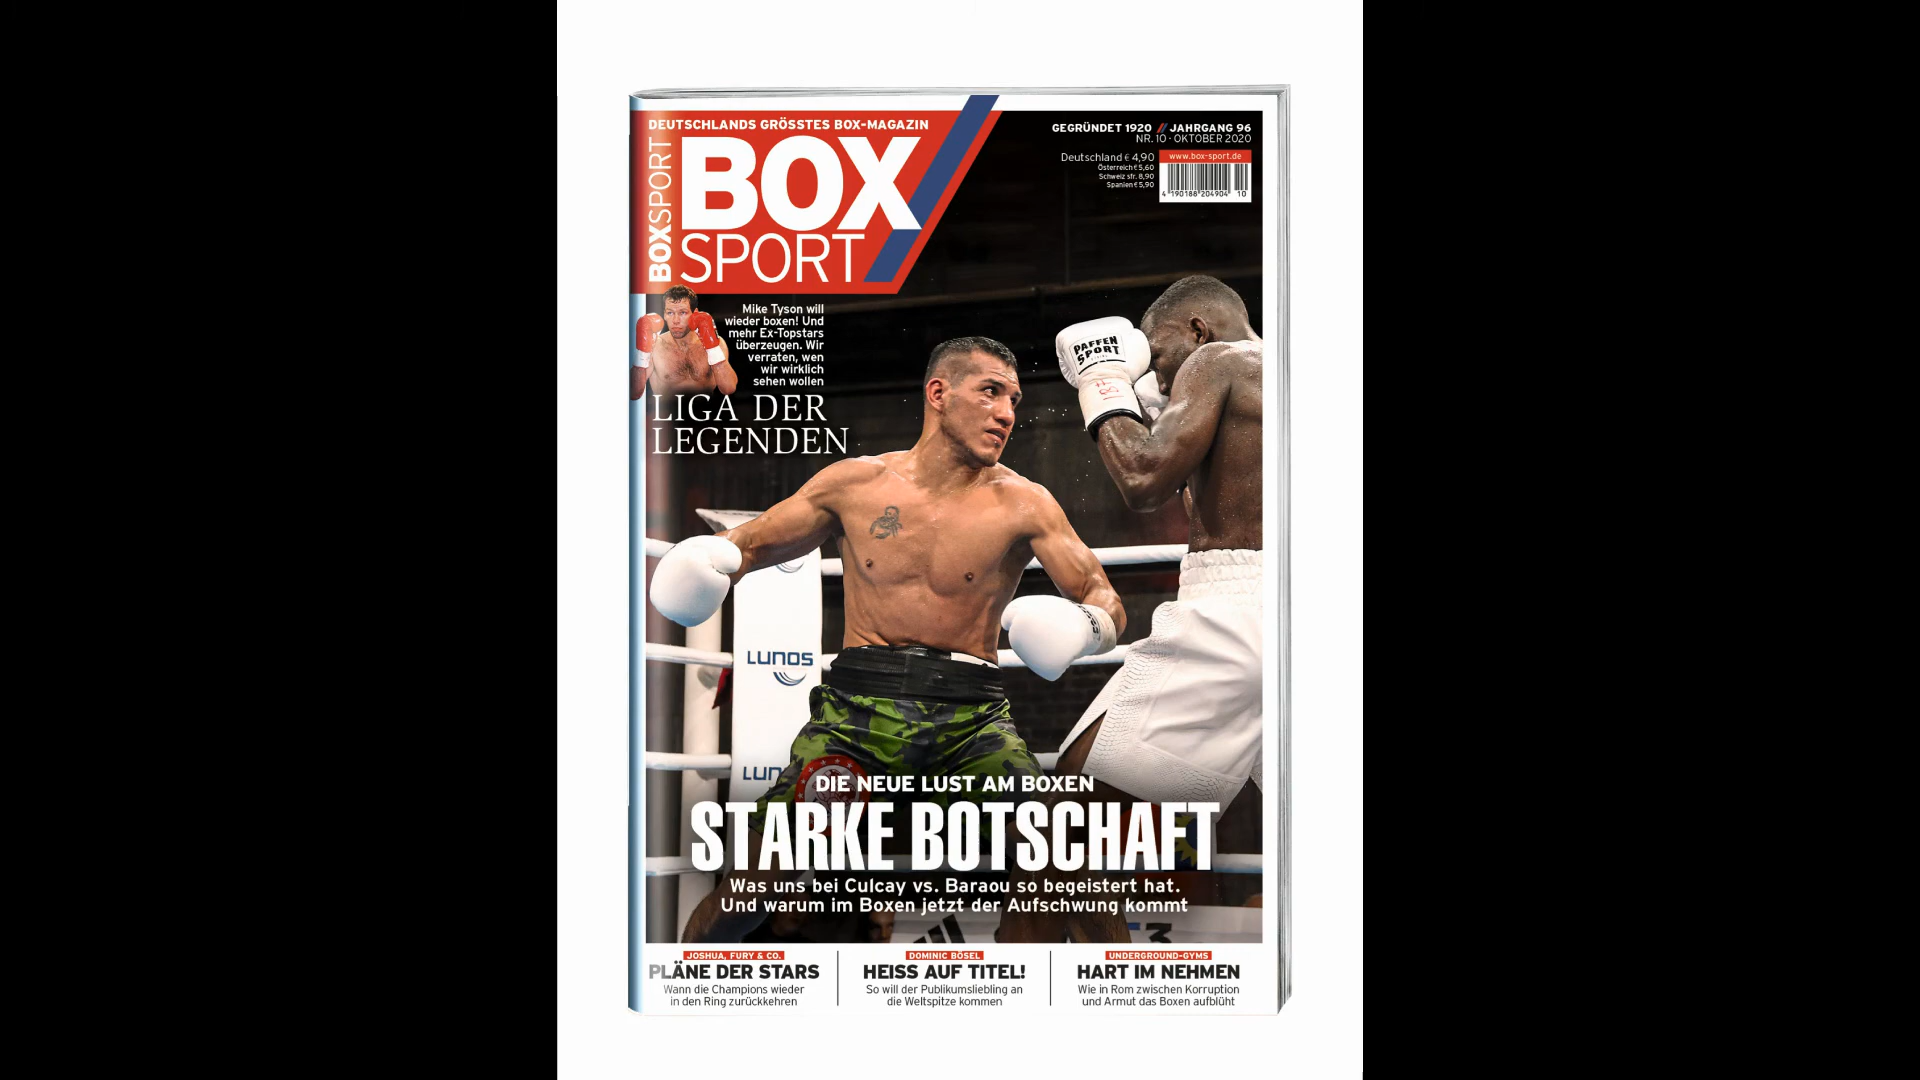 DEUTSCHLANDS GRÖSSTES BOX-MAGAZIN
BOXSPORT
BOX
SPORT
GEGRÜNDET 1920 // JAHRGANG 96
NR. 10 · OKTOBER 2020
Deutschland € 4,90
Österreich € 5,60
Schweiz sfr. 8,90
Spanien € 5,90
www.box-sport.de
4 190188 204904 10
Mike Tyson will
wieder boxen! Und
mehr Ex-Topstars
überzeugen. Wir
verraten, wen
wir wirklich
sehen wollen
LIGA DER
LEGENDEN
PAFFEN
SPORT
LUNOS
LUN
DIE NEUE LUST AM BOXEN
STARKE BOTSCHAFT
Was uns bei Culcay vs. Baraou so begeistert hat.
Und warum im Boxen jetzt der Aufschwung kommt
JOSHUA, FURY & CO.
PLÄNE DER STARS
Wann die Champions wieder
in den Ring zurückkehren
DOMINIC BÖSEL
HEISS AUF TITEL!
So will der Publikumsliebling an
die Weltspitze kommen
UNDERGROUND-GYMS
HART IM NEHMEN
Wie in Rom zwischen Korruption
und Armut das Boxen aufblüht